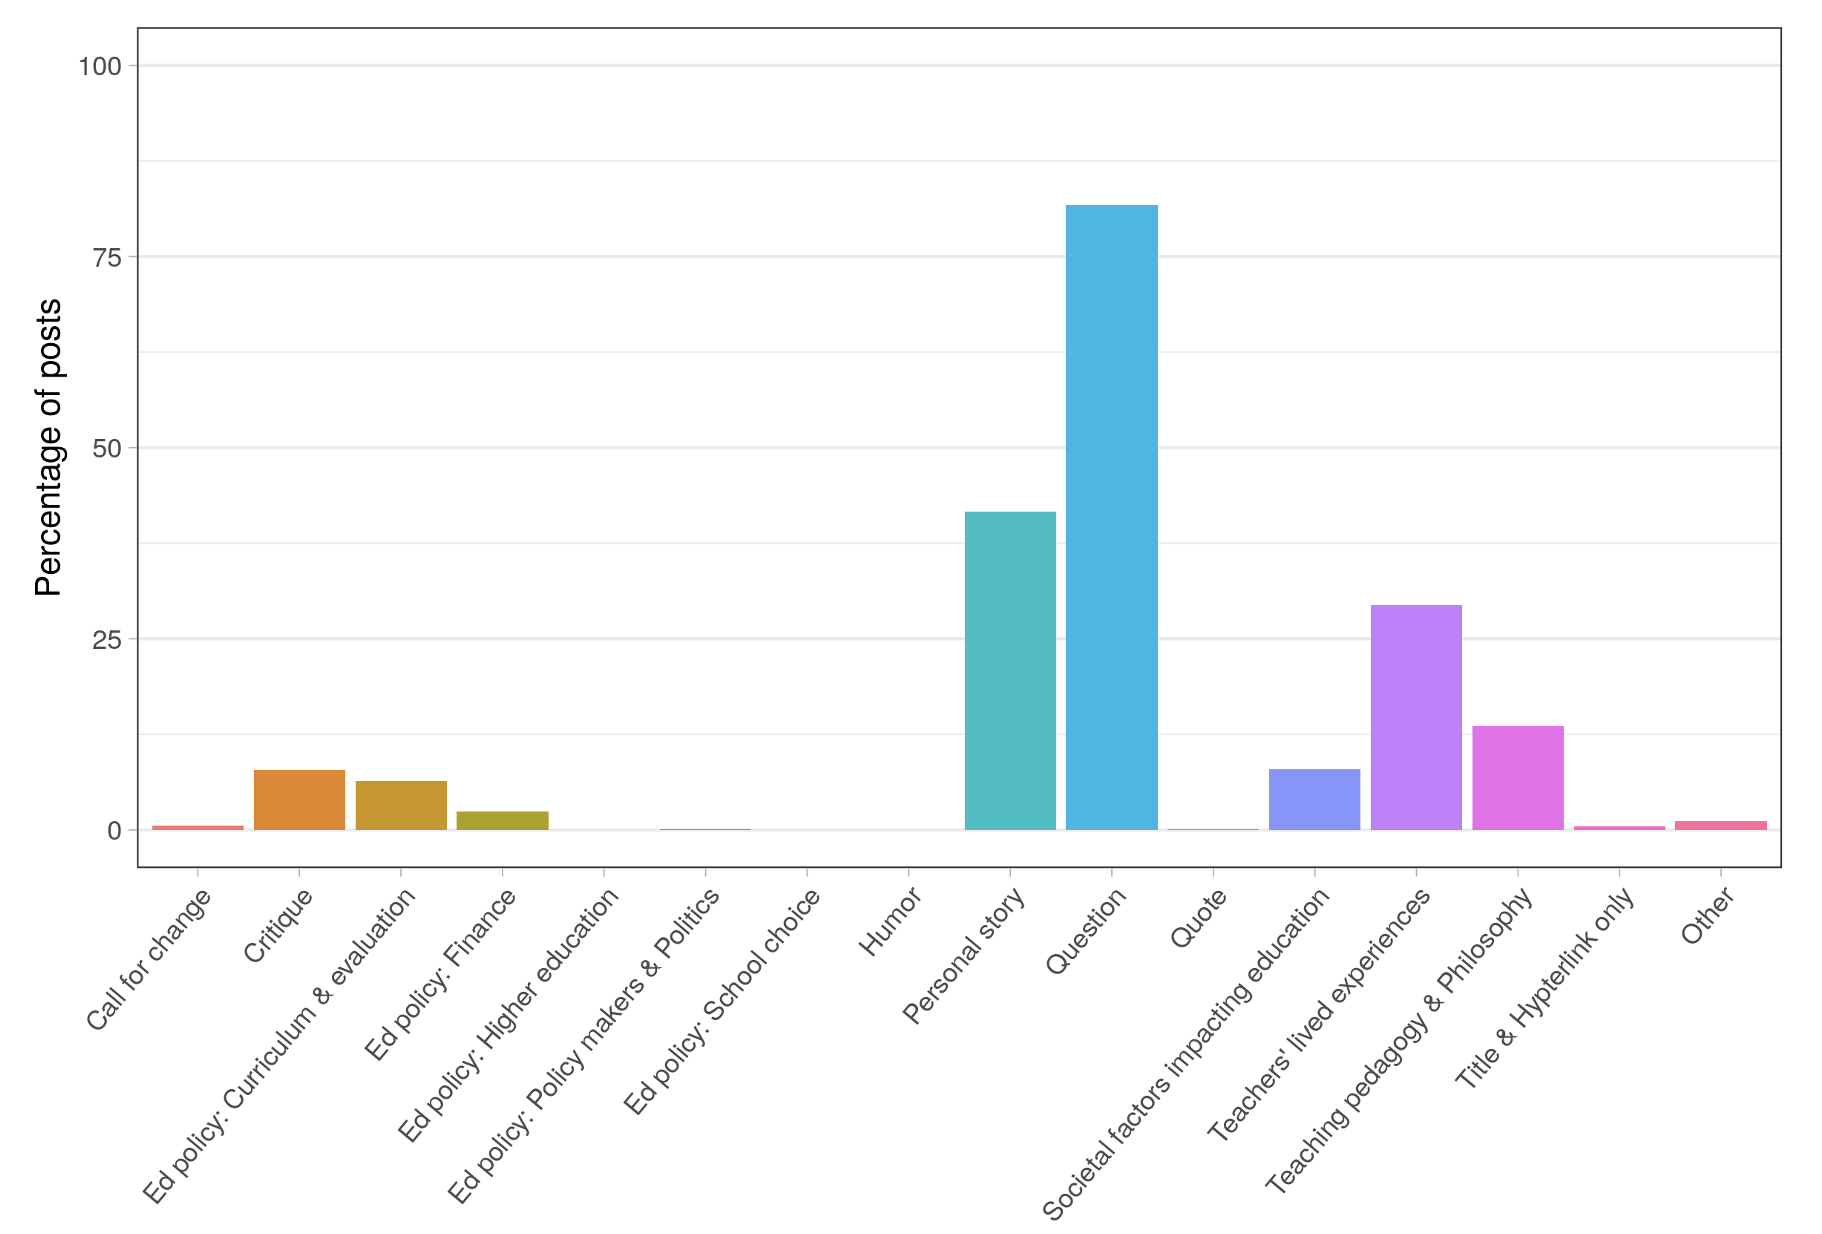 Percentage of posts
100
75
50
25
0
Call for change
Critique
Ed policy: Curriculum & evaluation
Ed policy: Finance
Ed policy: Higher education
Ed policy: Policy makers & Politics
Ed policy: School choice
Humor
Personal story
Question
Quote
Societal factors impacting education
Teachers' lived experiences
Teaching pedagogy & Philosophy
Title & Hypterlink only
Other